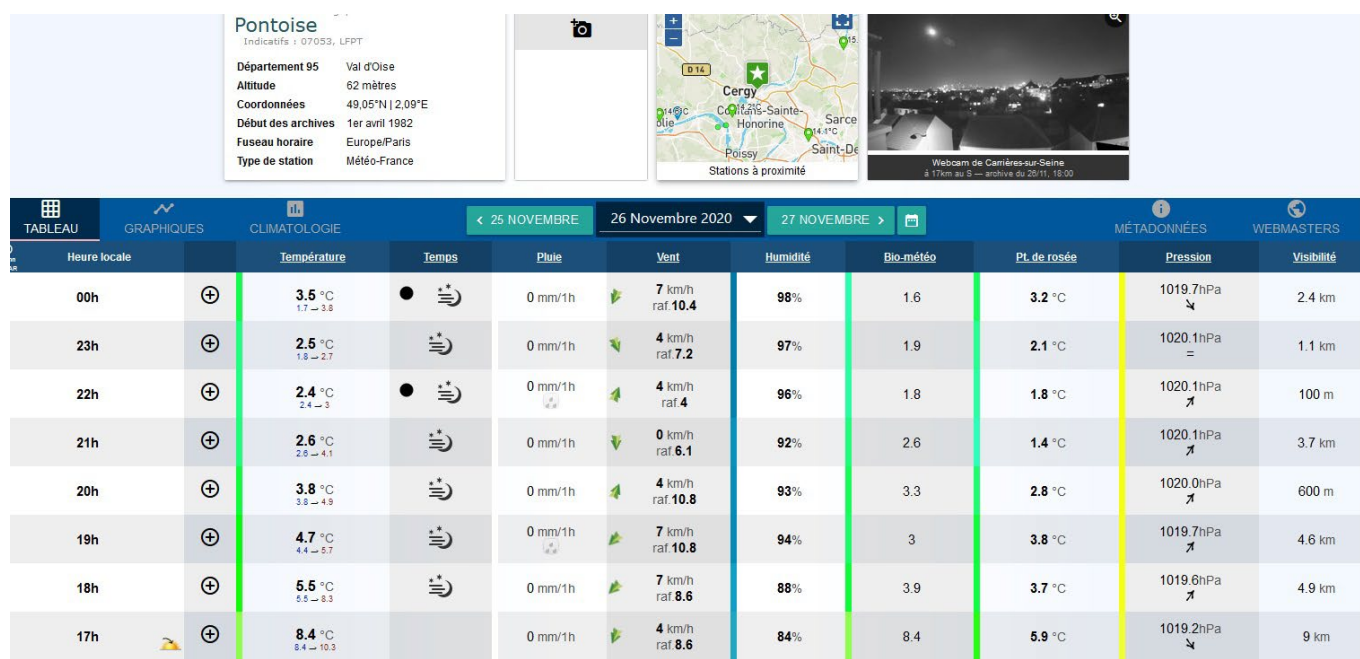 Pontoise
Indicatifs : 07053, LFPT
Département 95 Val d'Oise
Altitude 62 mètres
Coordonnées 49,05°N | 2,09°E
Début des archives 1er avril 1982
Fuseau horaire Europe/Paris
Type de station Météo-France
D 14
Cergy
Sainte-
Honorine
Sarce
14.4°C
Poissy
Saint-De
Stations à proximité
Webcam de Carrières-sur-Seine
à 17km au S — archive du 26/11, 18:00
TABLEAU GRAPHIQUES CLIMATOLOGIE < 25 NOVEMBRE 26 Novembre 2020 27 NOVEMBRE > MÉTADONNÉES WEBMASTERS
Heure locale Température Temps Pluie Vent Humidité Bio-météo Pt. de rosée Pression Visibilité
00h 3.5 °C 0 mm/1h 7 km/h 98% 1.6 3.2 °C 1019.7hPa 2.4 km
1.7 → 3.8 raf.10.4
23h 2.5 °C 0 mm/1h 4 km/h 97% 1.9 2.1 °C 1020.1hPa 1.1 km
1.8 → 2.7 raf.7.2 =
22h 2.4 °C 0 mm/1h 4 km/h 96% 1.8 1.8 °C 1020.1hPa 100 m
2.4 → 3 raf.4
21h 2.6 °C 0 mm/1h 0 km/h 92% 2.6 1.4 °C 1020.1hPa 3.7 km
2.6 → 4.1 raf.6.1
20h 3.8 °C 0 mm/1h 4 km/h 93% 3.3 2.8 °C 1020.0hPa 600 m
3.8 → 4.9 raf.10.8
19h 4.7 °C 0 mm/1h 7 km/h 94% 3 3.8 °C 1019.7hPa 4.6 km
4.4 → 5.7 raf.10.8
18h 5.5 °C 0 mm/1h 7 km/h 88% 3.9 3.7 °C 1019.6hPa 4.9 km
5.5 → 8.3 raf.8.6
17h 8.4 °C 0 mm/1h 4 km/h 84% 8.4 5.9 °C 1019.2hPa 9 km
8.4 → 10.3 raf.8.6